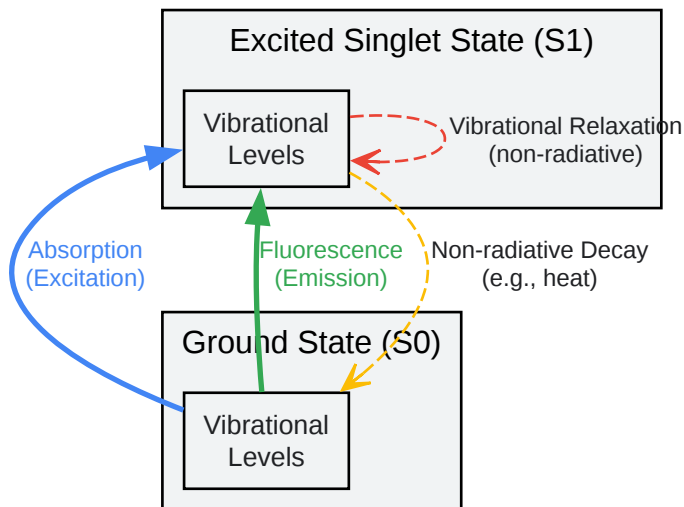 Excited Singlet State (S1)
Vibrational
Levels
Vibrational Relaxation
(non-radiative)
Absorption
(Excitation)
Fluorescence
(Emission)
Non-radiative Decay
(e.g., heat)
Ground State (S0)
Vibrational
Levels